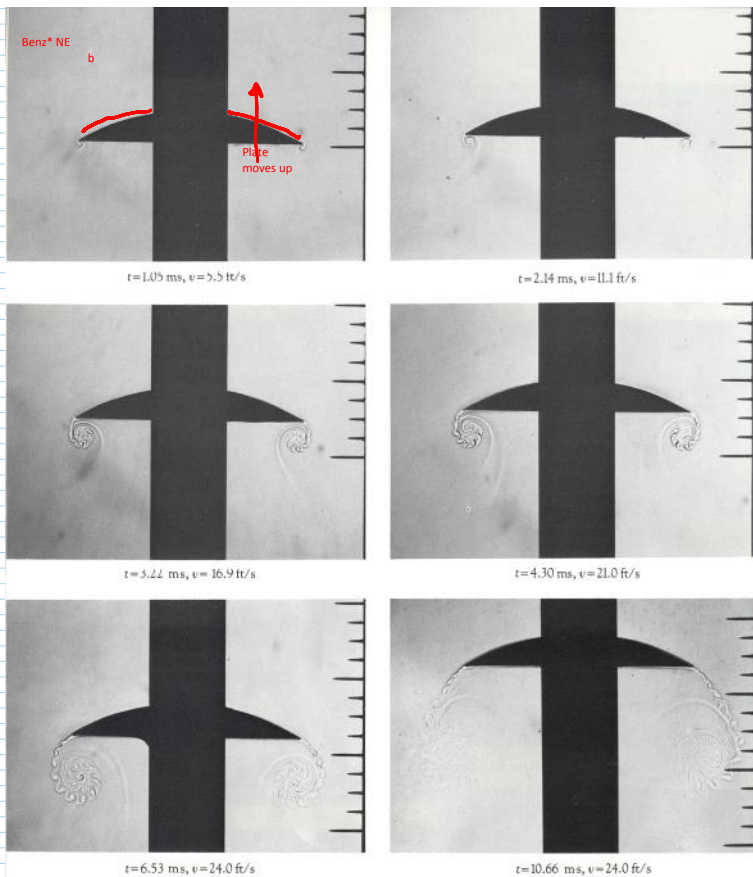 Benz* NE
b
Plate
moves up
t=1.05 ms, v=5.5 ft/s
t=2.14 ms, v=11.1 ft/s
t=3.22 ms, v= 16.9 ft/s
t=4.30 ms, v=21.0 ft/s
t=6.53 ms, v=24.0 ft/s
t=10.66 ms, v=24.0 ft/s